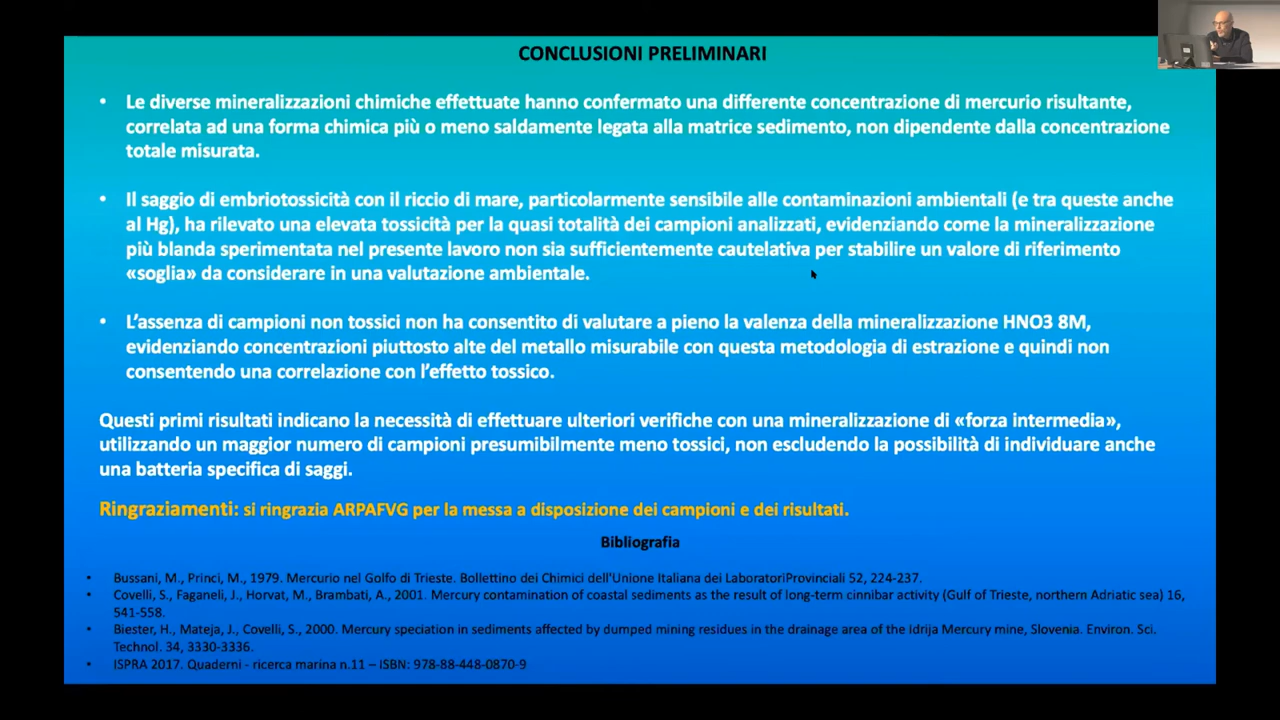 CONCLUSIONI PRELIMINARI
• Le diverse mineralizzazioni chimiche effettuate hanno confermato una differente concentrazione di mercurio risultante,
correlata ad una forma chimica più o meno saldamente legata alla matrice sedimento, non dipendente dalla concentrazione
totale misurata.
• Il saggio di embriotossicità con il riccio di mare, particolarmente sensibile alle contaminazioni ambientali (e tra queste anche
al Hg), ha rilevato una elevata tossicità per la quasi totalità dei campioni analizzati, evidenziando come la mineralizzazione
più blanda sperimentata nel presente lavoro non sia sufficientemente cautelativa per stabilire un valore di riferimento
«soglia» da considerare in una valutazione ambientale.
• L'assenza di campioni non tossici non ha consentito di valutare a pieno la valenza della mineralizzazione HNO3 8M,
evidenziando concentrazioni piuttosto alte del metallo misurabile con questa metodologia di estrazione e quindi non
consentendo una correlazione con l'effetto tossico.
Questi primi risultati indicano la necessità di effettuare ulteriori verifiche con una mineralizzazione di «forza intermedia»,
utilizzando un maggior numero di campioni presumibilmente meno tossici, non escludendo la possibilità di individuare anche
una batteria specifica di saggi.
Ringraziamenti: si ringrazia ARPAFVG per la messa a disposizione dei campioni e dei risultati.
Bibliografia
• Bussani, M., Princi, M., 1979. Mercurio nel Golfo di Trieste. Bollettino dei Chimici dell'Unione Italiana dei LaboratoriProvinciali 52, 224-237.
• Covelli, S., Faganeli, J., Horvat, M., Brambati, A., 2001. Mercury contamination of coastal sediments as the result of long-term cinnibar activity (Gulf of Trieste, northern Adriatic sea) 16,
541-558.
• Biester, H., Mateja, J., Covelli, S., 2000. Mercury speciation in sediments affected by dumped mining residues in the drainage area of the Idrija Mercury mine, Slovenia. Environ. Sci.
Technol. 34, 3330-3336.
• ISPRA 2017. Quaderni - ricerca marina n.11 – ISBN: 978-88-448-0870-9